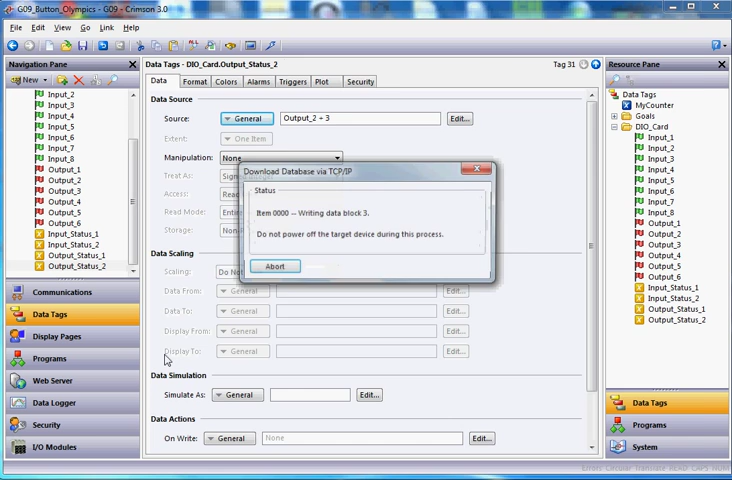 G09_Button_Olympics - G09 - Crimson 3.0
File Edit View Go Link Help
Navigation Pane
New
Input_2
Input_3
Input_4
Input_5
Input_6
Input_7
Input_8
Output_1
Output_2
Output_3
Output_4
Output_5
Output_6
Input_Status_1
Input_Status_2
Output_Status_1
Output_Status_2
Communications
Data Tags
Display Pages
Programs
Web Server
Data Logger
Security
I/O Modules
Data Tags - DIO_Card.Output_Status_2
Tag 31
Data Format Colors Alarms Triggers Plot Security
Data Source
Source: General Output_2 ÷ 3 Edit...
Extent: One Item
Manipulation: None
Treat As:
Access:
Read Mode:
Storage:
Download Database via TCP/IP
Status
Item 0000 -- Writing data block 3.
Do not power off the target device during this process.
Abort
Data Scaling
Scaling:
Data From: General Edit...
Data To: General Edit...
Display From: General Edit...
Display To: General Edit...
Data Simulation
Simulate As: General Edit...
Data Actions
On Write: General None Edit...
Resource Pane
Data Tags
MyCounter
Goals
DIO_Card
Input_1
Input_2
Input_3
Input_4
Input_5
Input_6
Input_7
Input_8
Output_1
Output_2
Output_3
Output_4
Output_5
Output_6
Input_Status_1
Input_Status_2
Output_Status_1
Output_Status_2
Data Tags
Programs
System
Errors Circular Translate READ CAPS NUM